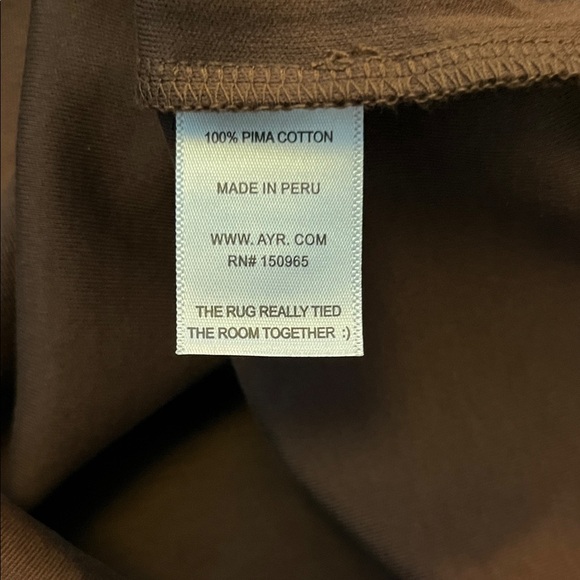 100% PIMA COTTON
MADE IN PERU
WWW. AYR. COM
RN# 150965
THE RUG REALLY TIED
THE ROOM TOGETHER :)